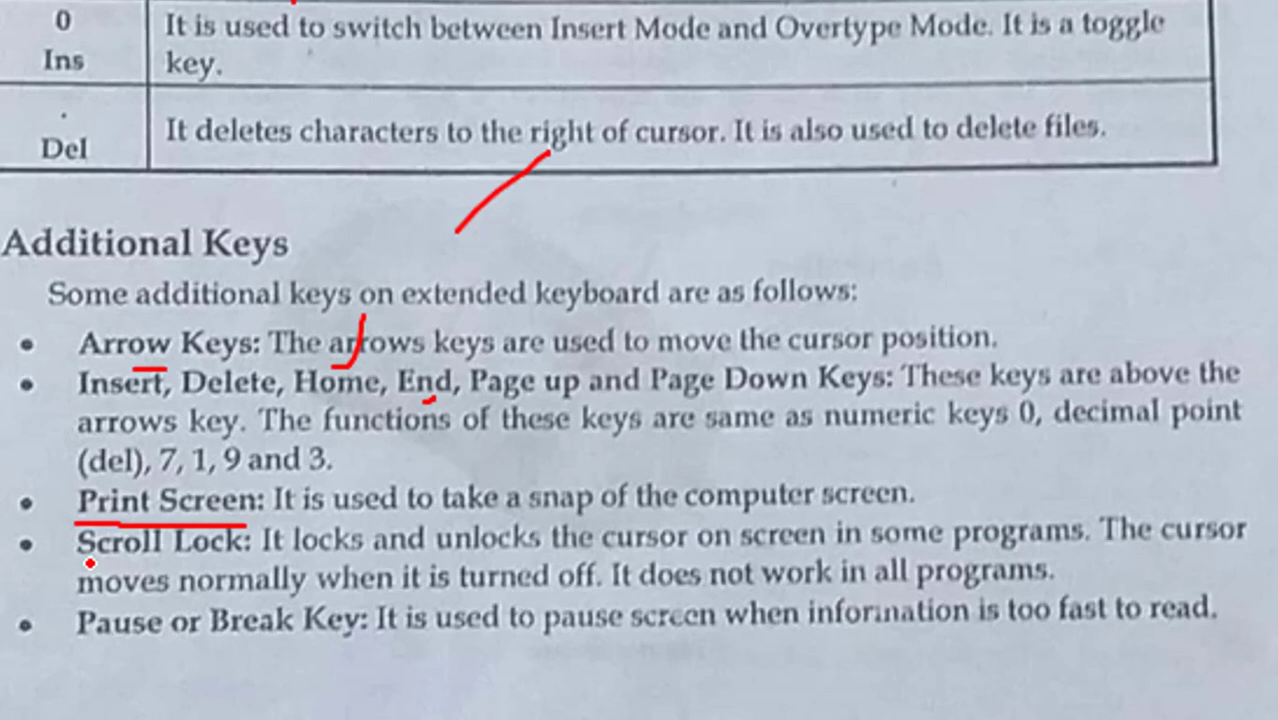 0
Ins
It is used to switch between Insert Mode and Overtype Mode. It is a toggle
key.
.
Del
It deletes characters to the right of cursor. It is also used to delete files.
Additional Keys
Some additional keys on extended keyboard are as follows:
• Arrow Keys: The arrows keys are used to move the cursor position.
• Insert, Delete, Home, End, Page up and Page Down Keys: These keys are above the
arrows key. The functions of these keys are same as numeric keys 0, decimal point
(del), 7, 1, 9 and 3.
• Print Screen: It is used to take a snap of the computer screen.
• Scroll Lock: It locks and unlocks the cursor on screen in some programs. The cursor
moves normally when it is turned off. It does not work in all programs.
• Pause or Break Key: It is used to pause screen when information is too fast to read.